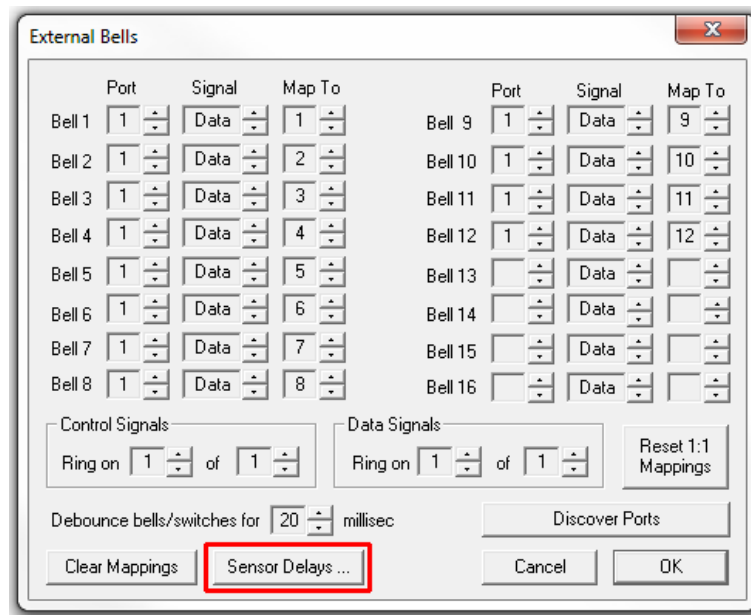 External Bells
Port Signal Map To Port Signal Map To
Bell 1 1 Data 1 Bell 9 1 Data 9
Bell 2 1 Data 2 Bell 10 1 Data 10
Bell 3 1 Data 3 Bell 11 1 Data 11
Bell 4 1 Data 4 Bell 12 1 Data 12
Bell 5 1 Data 5 Bell 13 Data
Bell 6 1 Data 6 Bell 14 Data
Bell 7 1 Data 7 Bell 15 Data
Bell 8 1 Data 8 Bell 16 Data
Control Signals Data Signals
Ring on 1 of 1 Ring on 1 of 1 Reset 1:1
Mappings
Debounce bells/switches for 20 millisec Discover Ports
Clear Mappings Sensor Delays ... Cancel OK